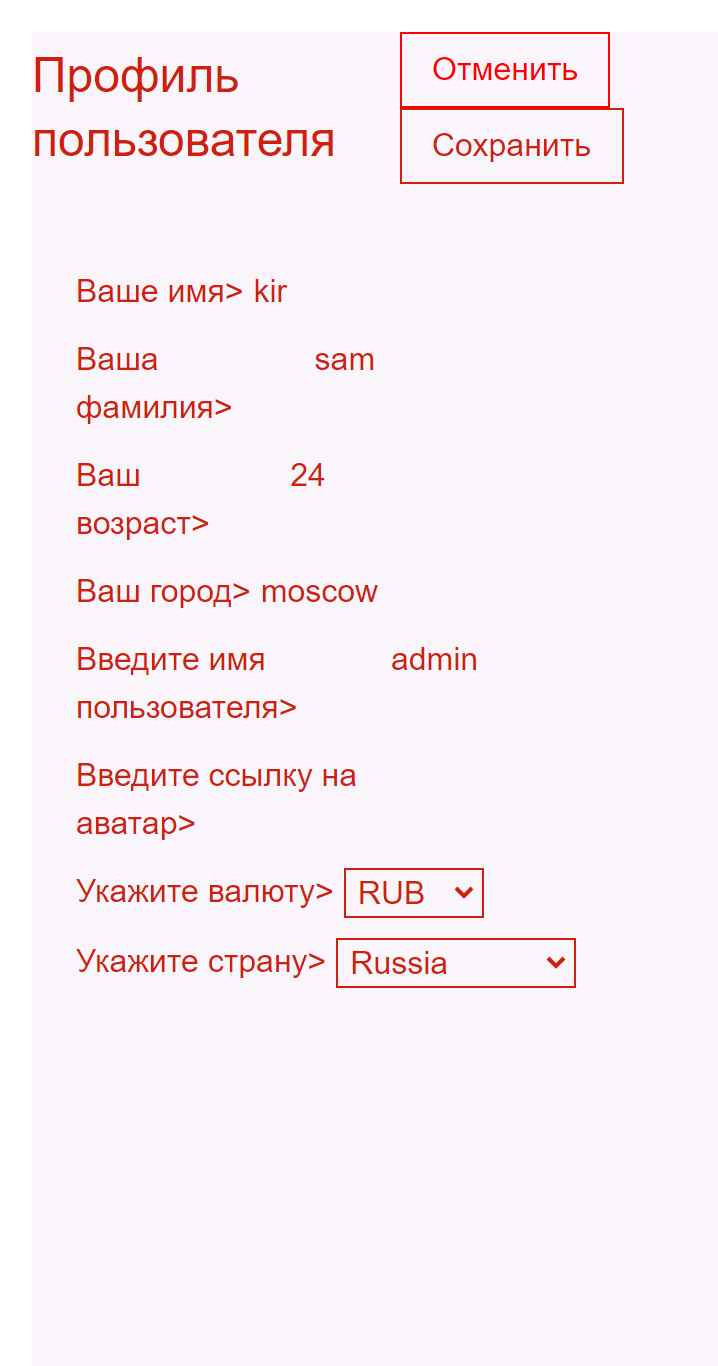 Профиль
пользователя
Отменить
Сохранить
Ваше имя> kir
Ваша sam
фамилия>
Ваш 24
возраст>
Ваш город> moscow
Введите имя admin
пользователя>
Введите ссылку на
аватар>
Укажите валюту> RUB
Укажите страну> Russia